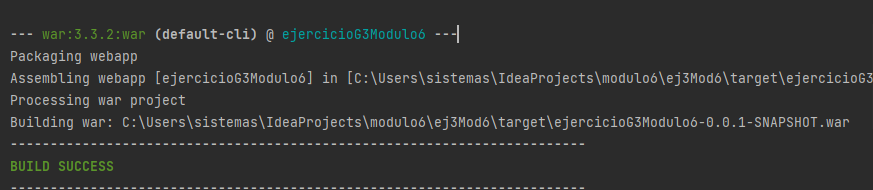 --- war:3.3.2:war (default-cli) @ ejercicioG3Modulo6 ---
Packaging webapp
Assembling webapp [ejercicioG3Modulo6] in [C:\Users\sistemas\IdeaProjects\modulo6\ej3Mod6\target\ejercicioG3
Processing war project
Building war: C:\Users\sistemas\IdeaProjects\modulo6\ej3Mod6\target\ejercicioG3Modulo6-0.0.1-SNAPSHOT.war
------------------------------------------------------------------------
BUILD SUCCESS
------------------------------------------------------------------------